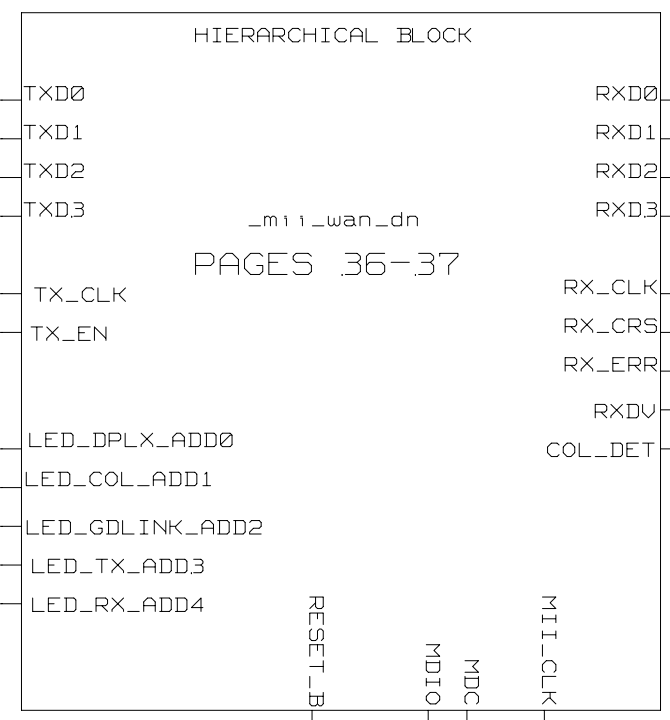 HIERARCHICAL BLOCK
TXD0 RXD0
TXD1 RXD1
TXD2 RXD2
TXD3 RXD3
_mii_wan_dn
PAGES 36-37
TX_CLK RX_CLK
TX_EN RX_CRS
RX_ERR
RXDV
LED_DPLX_ADD0 COL_DET
LED_COL_ADD1
LED_GDLINK_ADD2
LED_TX_ADD3
LED_RX_ADD4
RESET_B
MDIO
MDC
MII_CLK